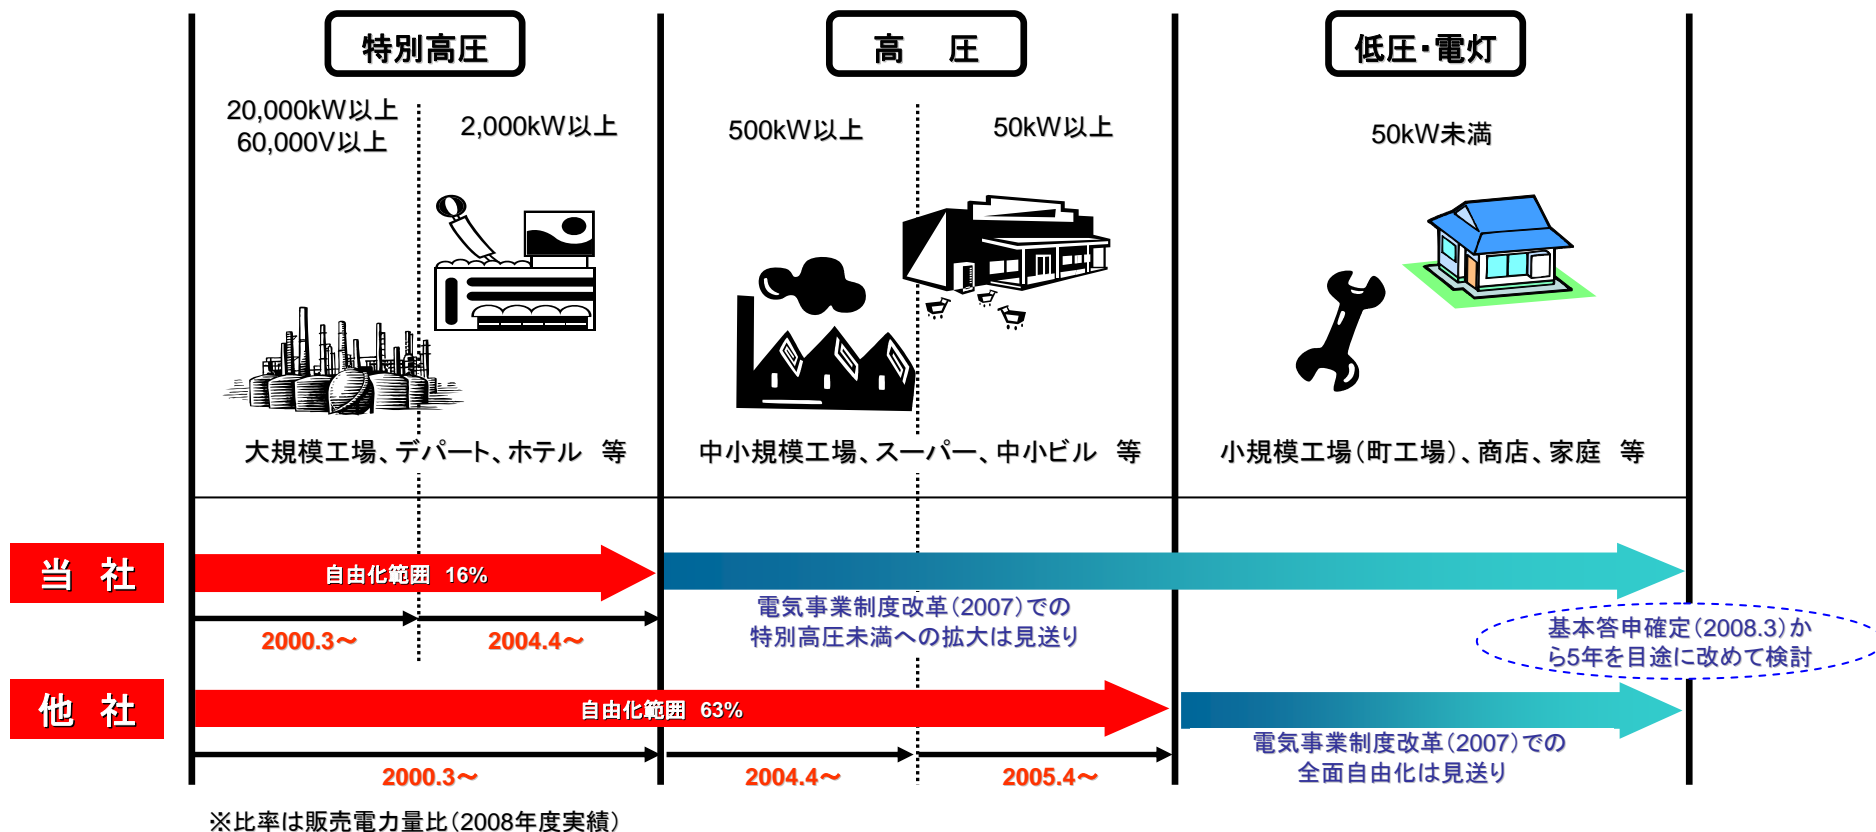 特別高圧
高 圧
低圧・電灯
20,000kW以上
60,000V以上
2,000kW以上
500kW以上
50kW以上
50kW未満
大規模工場、デパート、ホテル 等
中小規模工場、スーパー、中小ビル 等
小規模工場(町工場)、商店、家庭 等
当 社
自由化範囲 16%
2000.3～
2004.4～
電気事業制度改革(2007)での
特別高圧未満への拡大は見送り
基本答申確定(2008.3)か
ら5年を目途に改めて検討
他 社
自由化範囲 63%
2000.3～
2004.4～
2005.4～
電気事業制度改革(2007)での
全面自由化は見送り
※比率は販売電力量比(2008年度実績)